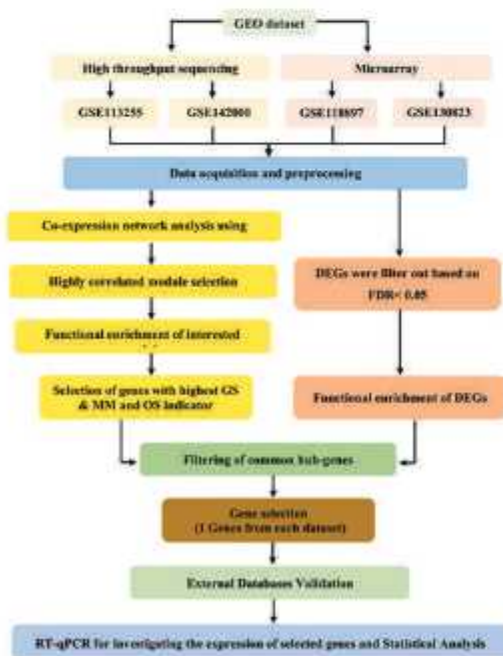 GEO dataset
High throughput sequencing
Microarray
GSE113255
GSE142000
GSE118697
GSE130823
Data acquisition and preprocessing
Co-expression network analysis using
Highly correlated module selection
Functional enrichment of interested
Selection of genes with highest GS
& MM and OS indicator
DEGs were filter out based on
FDR< 0.05
Functional enrichment of DEGs
Filtering of common hub-genes
Gene selection
(1 Genes from each dataset)
External Databases Validation
RT-qPCR for investigating the expression of selected genes and Statistical Analysis